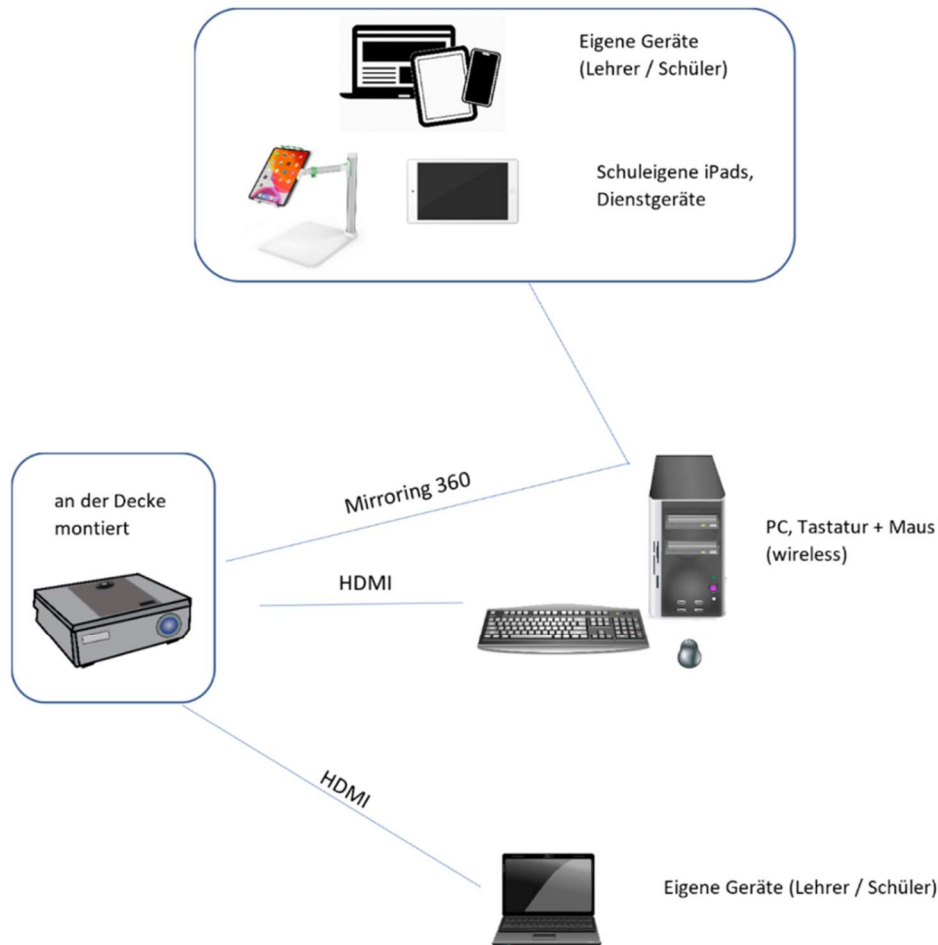 Eigene Geräte
(Lehrer / Schüler)
Schuleigene iPads,
Dienstgeräte
an der Decke
montiert
Mirroring 360
HDMI
PC, Tastatur + Maus
(wireless)
HDMI
Eigene Geräte (Lehrer / Schüler)